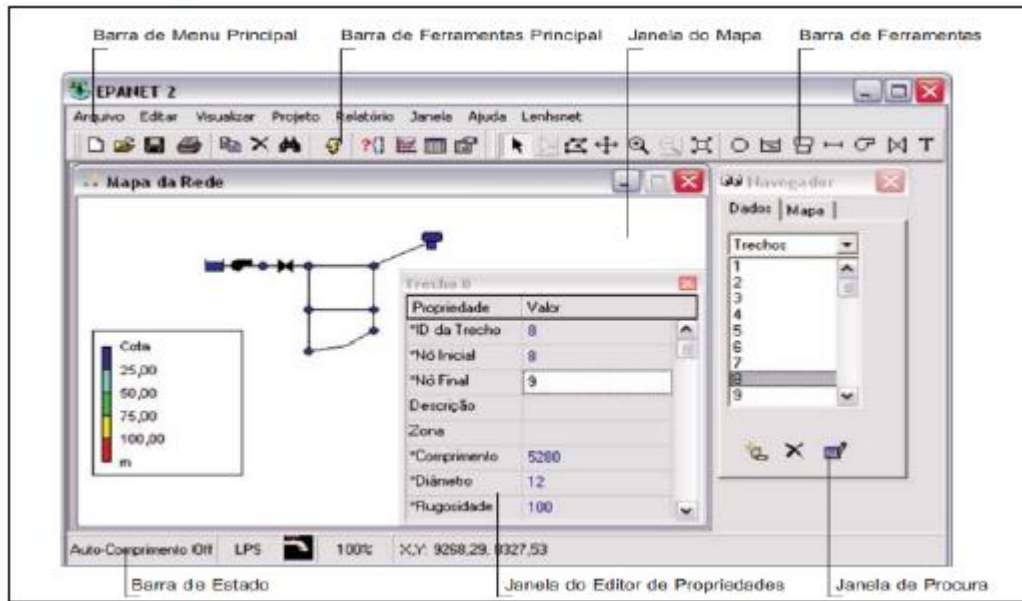 Barra de Menu Principal Barra de Ferramentas Principal Janela do Mapa Barra de Ferramentas
EPANET 2
Arquivo Editar Visualizar Projeto Relatório Janela Ajuda Lenhsnet
Mapa da Rede
Navegador
Dados Mapa
Trechos
1
2
3
4
5
6
7
8
9
Trecho 8
Propriedade Valor
*ID da Trecho 8
*Nó Inicial 8
*Nó Final 9
Descrição
Zona
*Comprimento 5280
*Diâmetro 12
*Rugosidade 100
Cota
25,00
50,00
75,00
100,00
m
Auto-Comprimento Off LPS 100% X,Y: 9268,29, 8327,53
Barra de Estado Janela do Editor de Propriedades Janela de Procura